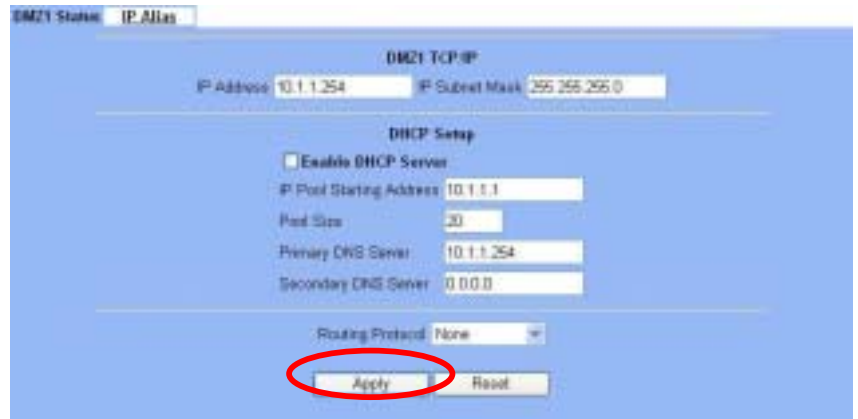 DMZ1 Status IP Alias
DMZ1 TCP/IP
IP Address 10.1.1.254 IP Subnet Mask 255.255.255.0
DHCP Setup
Enable DHCP Server
IP Pool Starting Address 10.1.1.1
Pool Size 20
Primary DNS Server 10.1.1.254
Secondary DNS Server 0.0.0.0
Routing Protocol None
Apply Reset